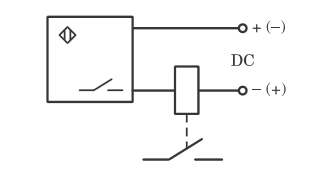 + (−)
DC
− (+)